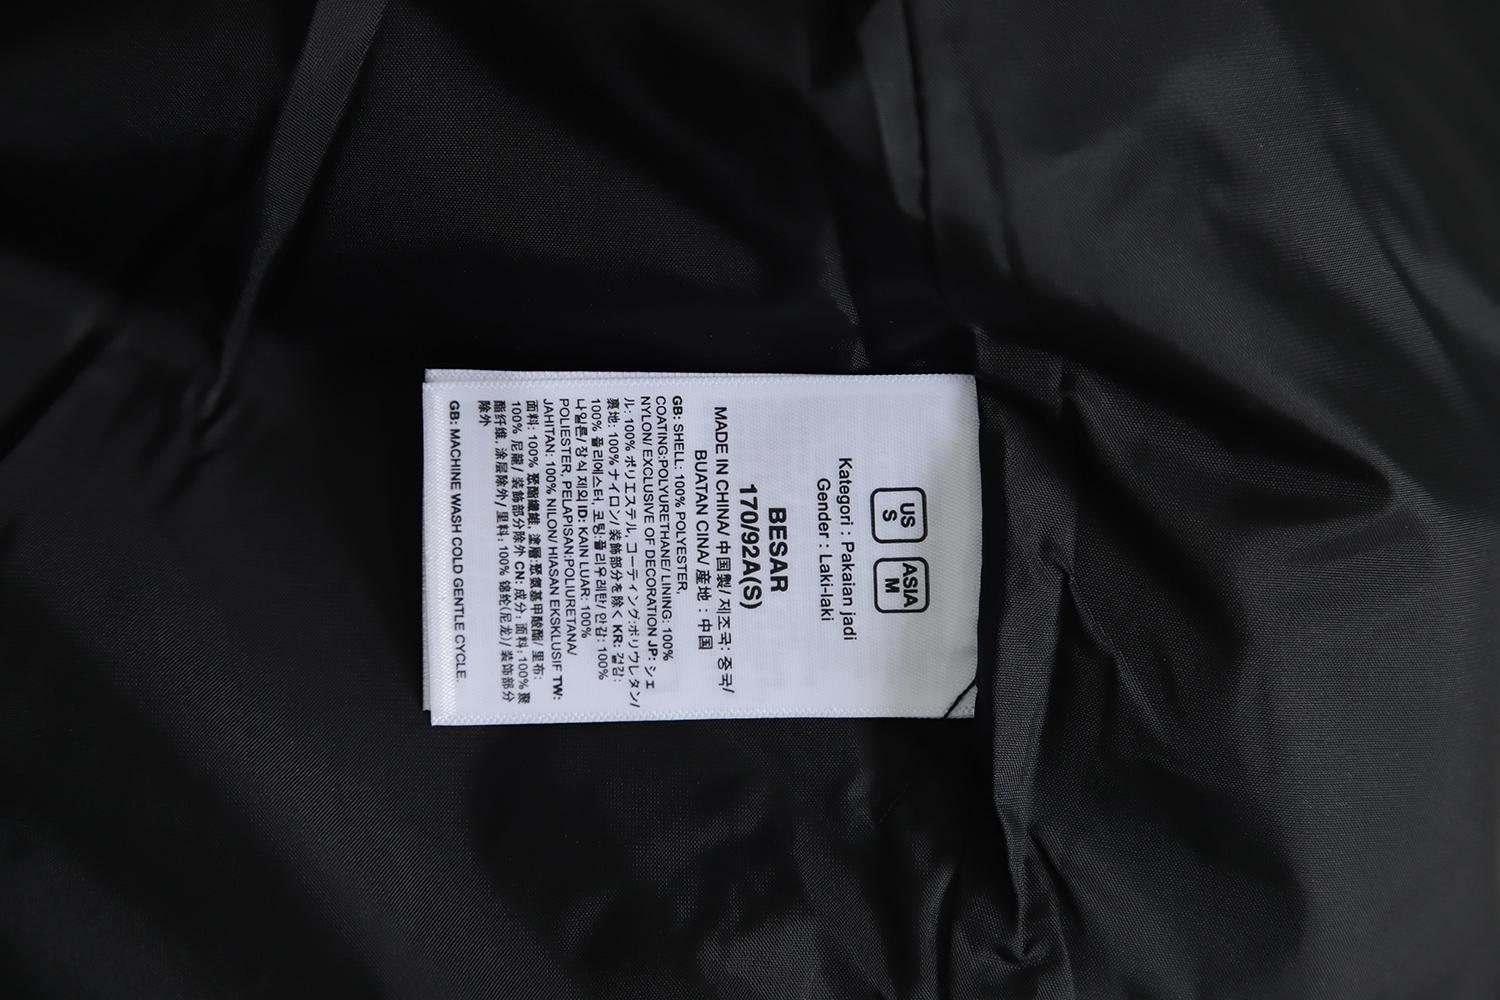 US
S
ASIA
M
Kategori : Pakaian jadi
Gender : Laki-laki
BESAR
170/92A(S)
MADE IN CHINA/ 中国製/ 제조국: 중국/
BUATAN CINA/ 産地 : 中国
GB: SHELL: 100% POLYESTER,
COATING:POLYURETHANE/ LINING: 100%
NYLON/ EXCLUSIVE OF DECORATION JP: シェ
ル: 100% ポリエステル, コーティング:ポリウレタン/
裏地: 100% ナイロン/ 装飾部分を除く KR: 겉감:
100% 폴리에스터, 코팅:폴리우레탄/ 안감: 100%
나일론/ 장식 제외 ID: KAIN LUAR: 100%
POLIESTER, PELAPISAN:POLIURETANA/
JAHITAN: 100% NILON/ HIASAN EKSKLUSIF TW:
面料: 100% 聚酯纖維, 塗層:聚氨基甲酸酯/ 里布:
100% 尼龍/ 装飾部分除外 CN: 成分: 面料: 100% 聚
酯纤维, 涂层除外/ 里料: 100% 锦纶(尼龙)/ 装饰部分
除外
GB: MACHINE WASH COLD GENTLE CYCLE.